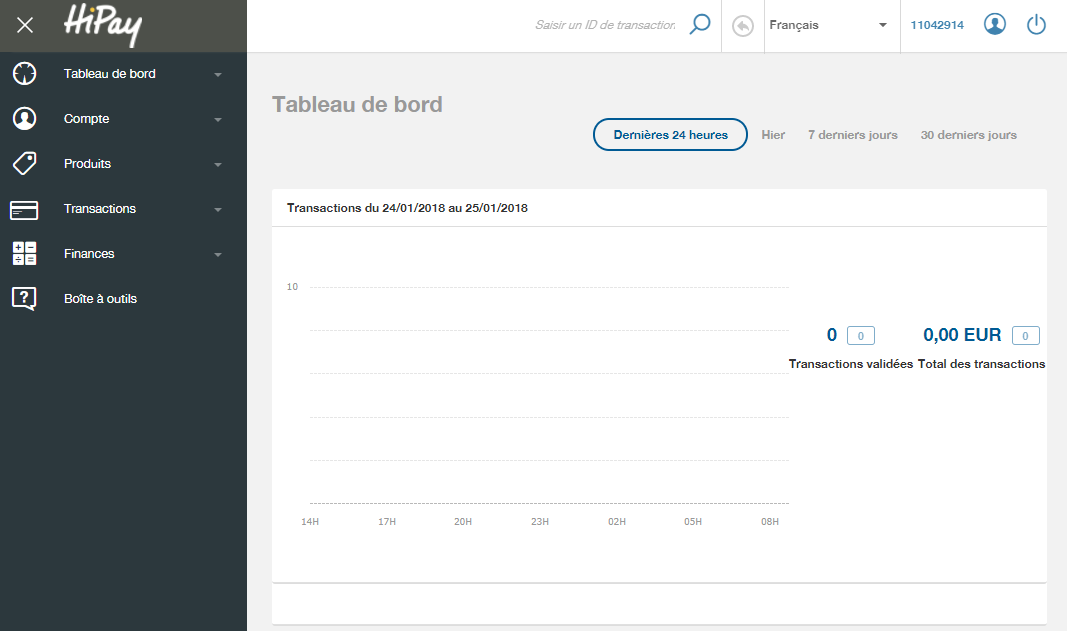 HiPay
Saisir un ID de transaction
Français
11042914
Tableau de bord
Compte
Produits
Transactions
Finances
Boîte à outils
Tableau de bord
Dernières 24 heures
Hier
7 derniers jours
30 derniers jours
Transactions du 24/01/2018 au 25/01/2018
10
14H 17H 20H 23H 02H 05H 08H
0 0
Transactions validées
0,00 EUR 0
Total des transactions